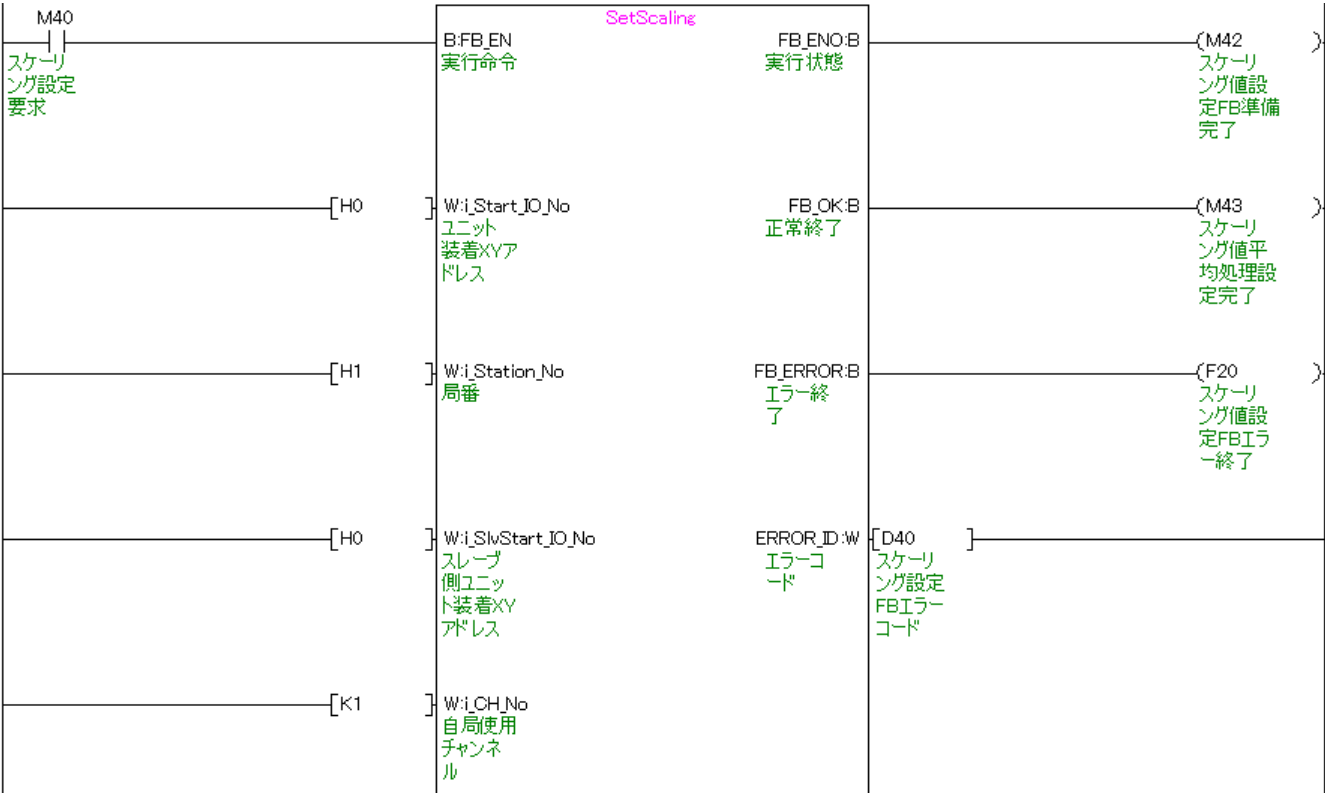 SetScaling
M40
スケーリ
ング設定
要求
B:FB_EN
実行命令
FB_ENO:B
実行状態
(M42 )
スケーリ
ング値設
定FB準備
完了
[H0 ]
W:i_Start_IO_No
ユニット
装着XYア
ドレス
FB_OK:B
正常終了
(M43 )
スケーリ
ング値平
均処理設
定完了
[H1 ]
W:i_Station_No
局番
FB_ERROR:B
エラー終
了
(F20 )
スケーリ
ング値設
定FBエラ
ー終了
[H0 ]
W:i_SlvStart_IO_No
スレーブ
側ユニッ
ト装着XY
アドレス
ERROR_ID:W
エラーコ
ード
[D40 ]
スケーリ
ング設定
FBエラー
コード
[K1 ]
W:i_CH_No
自局使用
チャンネ
ル